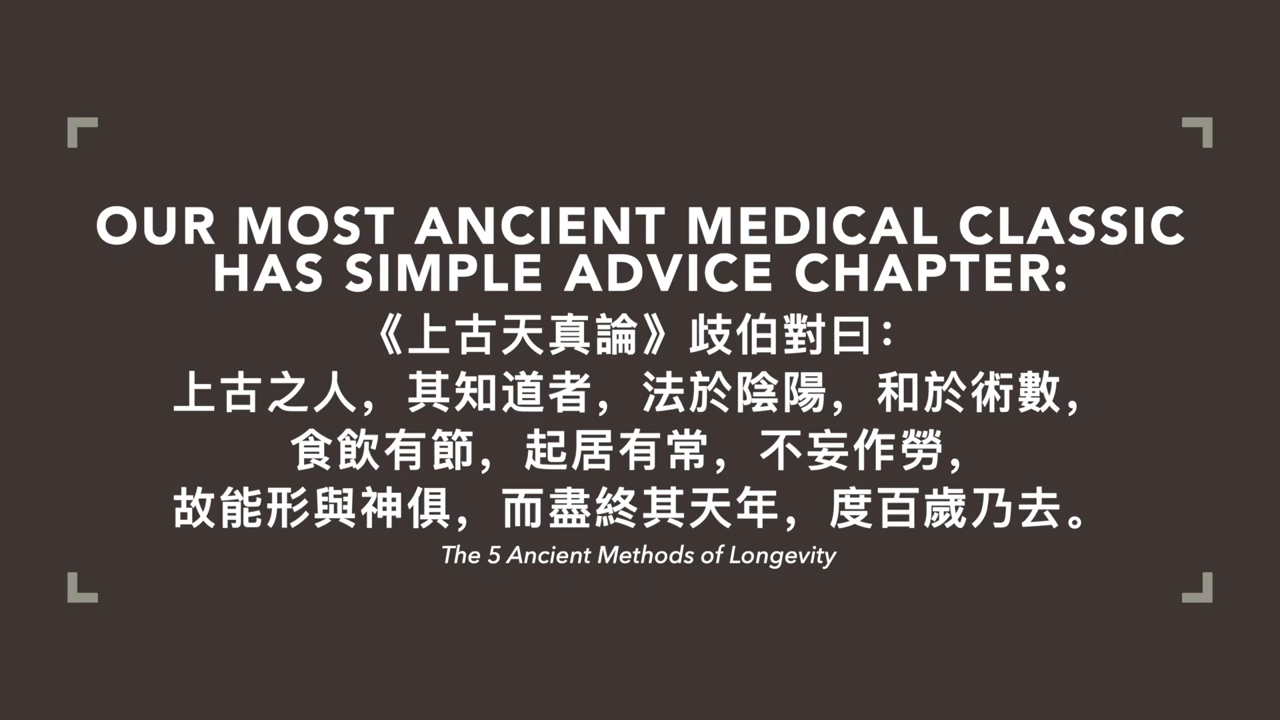 OUR MOST ANCIENT MEDICAL CLASSIC
HAS SIMPLE ADVICE CHAPTER:
《上古天真論》歧伯對曰：
上古之人，其知道者，法於陰陽，和於術數，
食飲有節，起居有常，不妄作勞，
故能形與神俱，而盡終其天年，度百歲乃去。
The 5 Ancient Methods of Longevity